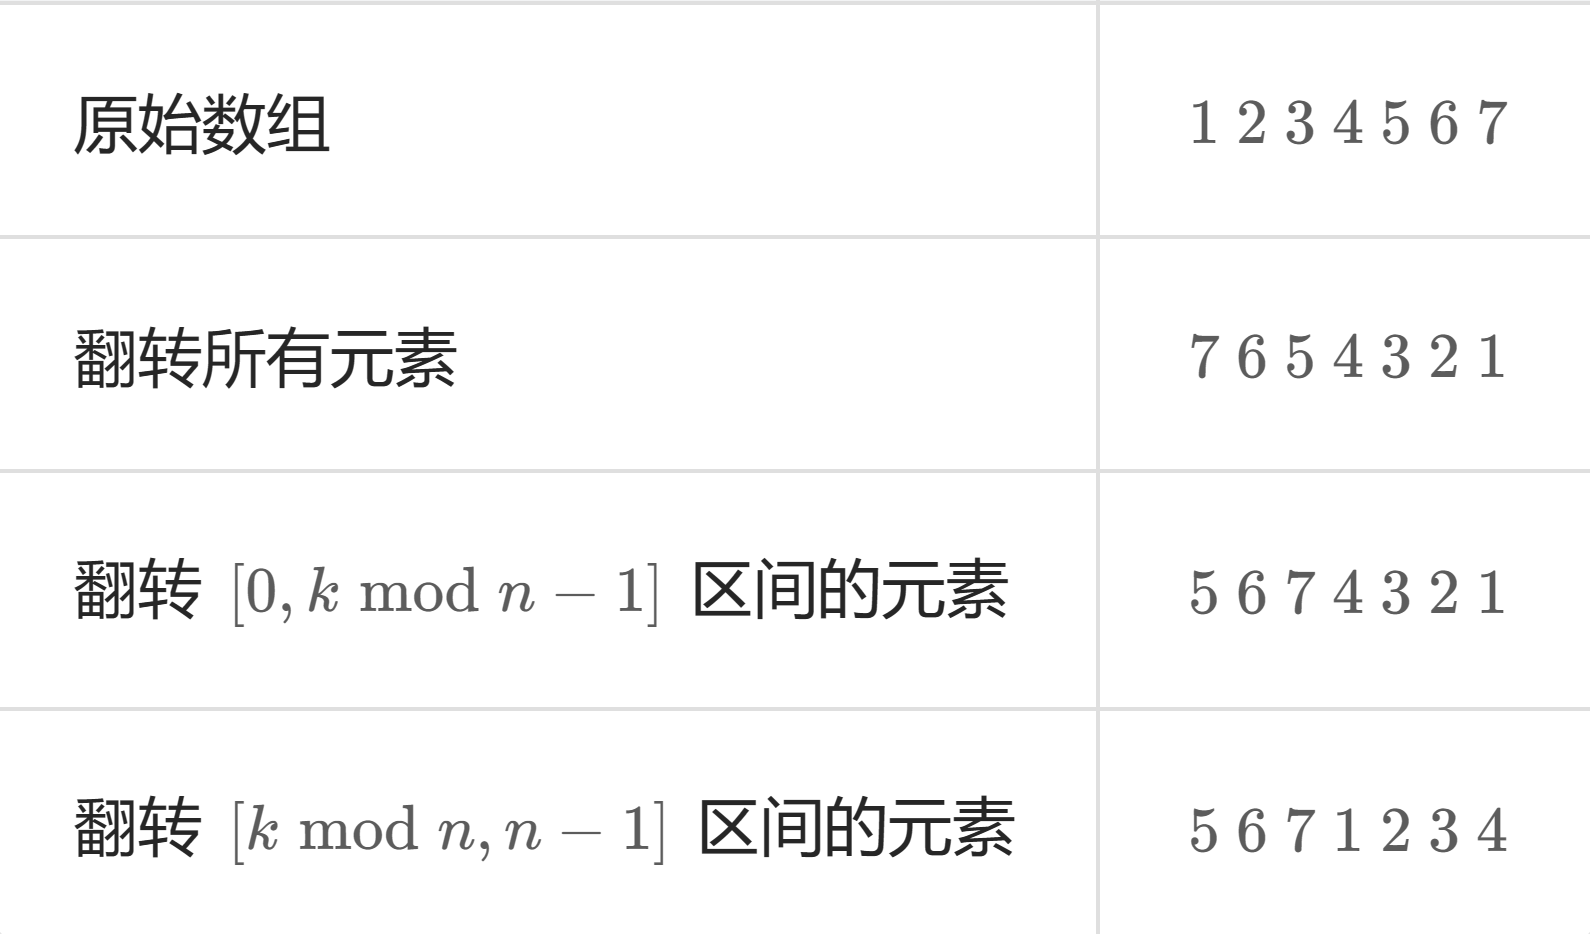 原始数组 1 2 3 4 5 6 7
翻转所有元素 7 6 5 4 3 2 1
翻转 [0, k mod n − 1] 区间的元素 5 6 7 4 3 2 1
翻转 [k mod n, n − 1] 区间的元素 5 6 7 1 2 3 4